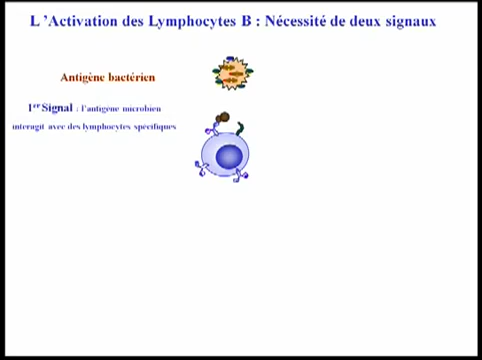 L 'Activation des Lymphocytes B : Nécessité de deux signaux
Antigène bactérien
1er Signal : l'antigène microbien
interagit avec des lymphocytes spécifiques